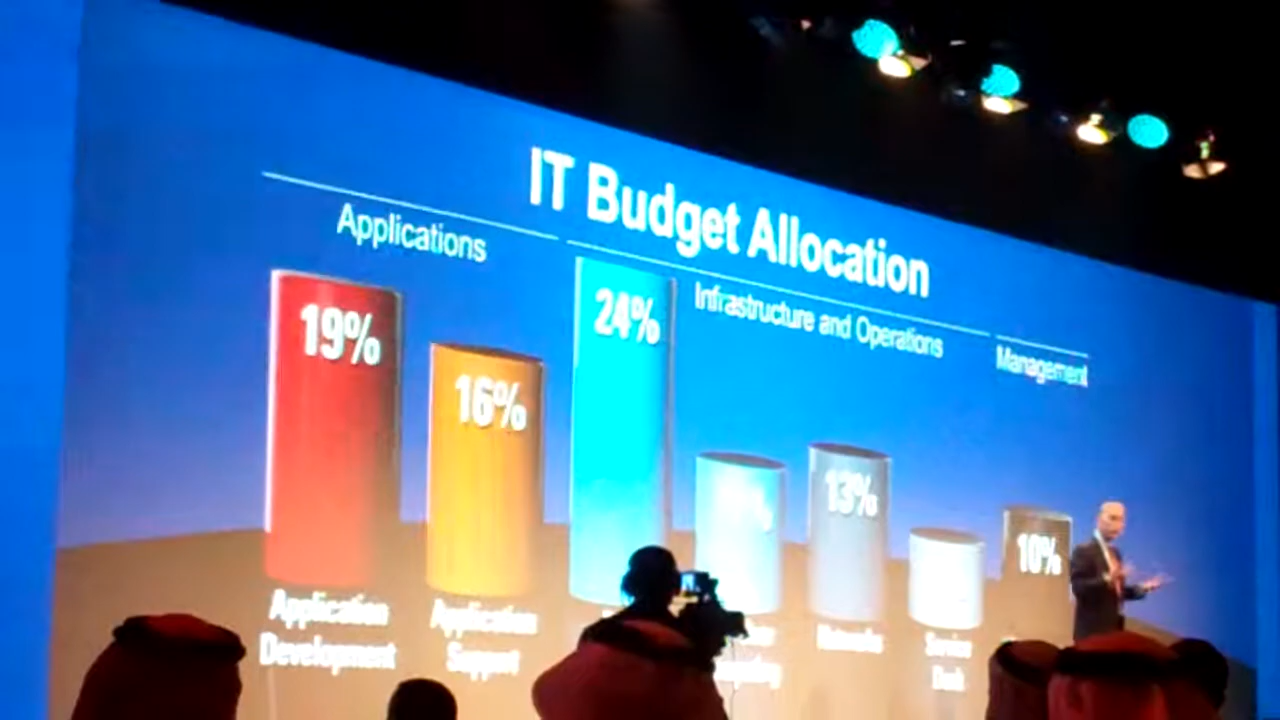 IT Budget Allocation
Applications
Infrastructure and Operations
Management
19%
16%
24%
13%
10%
Application
Development
Application
Support
Networks
Service
Desk